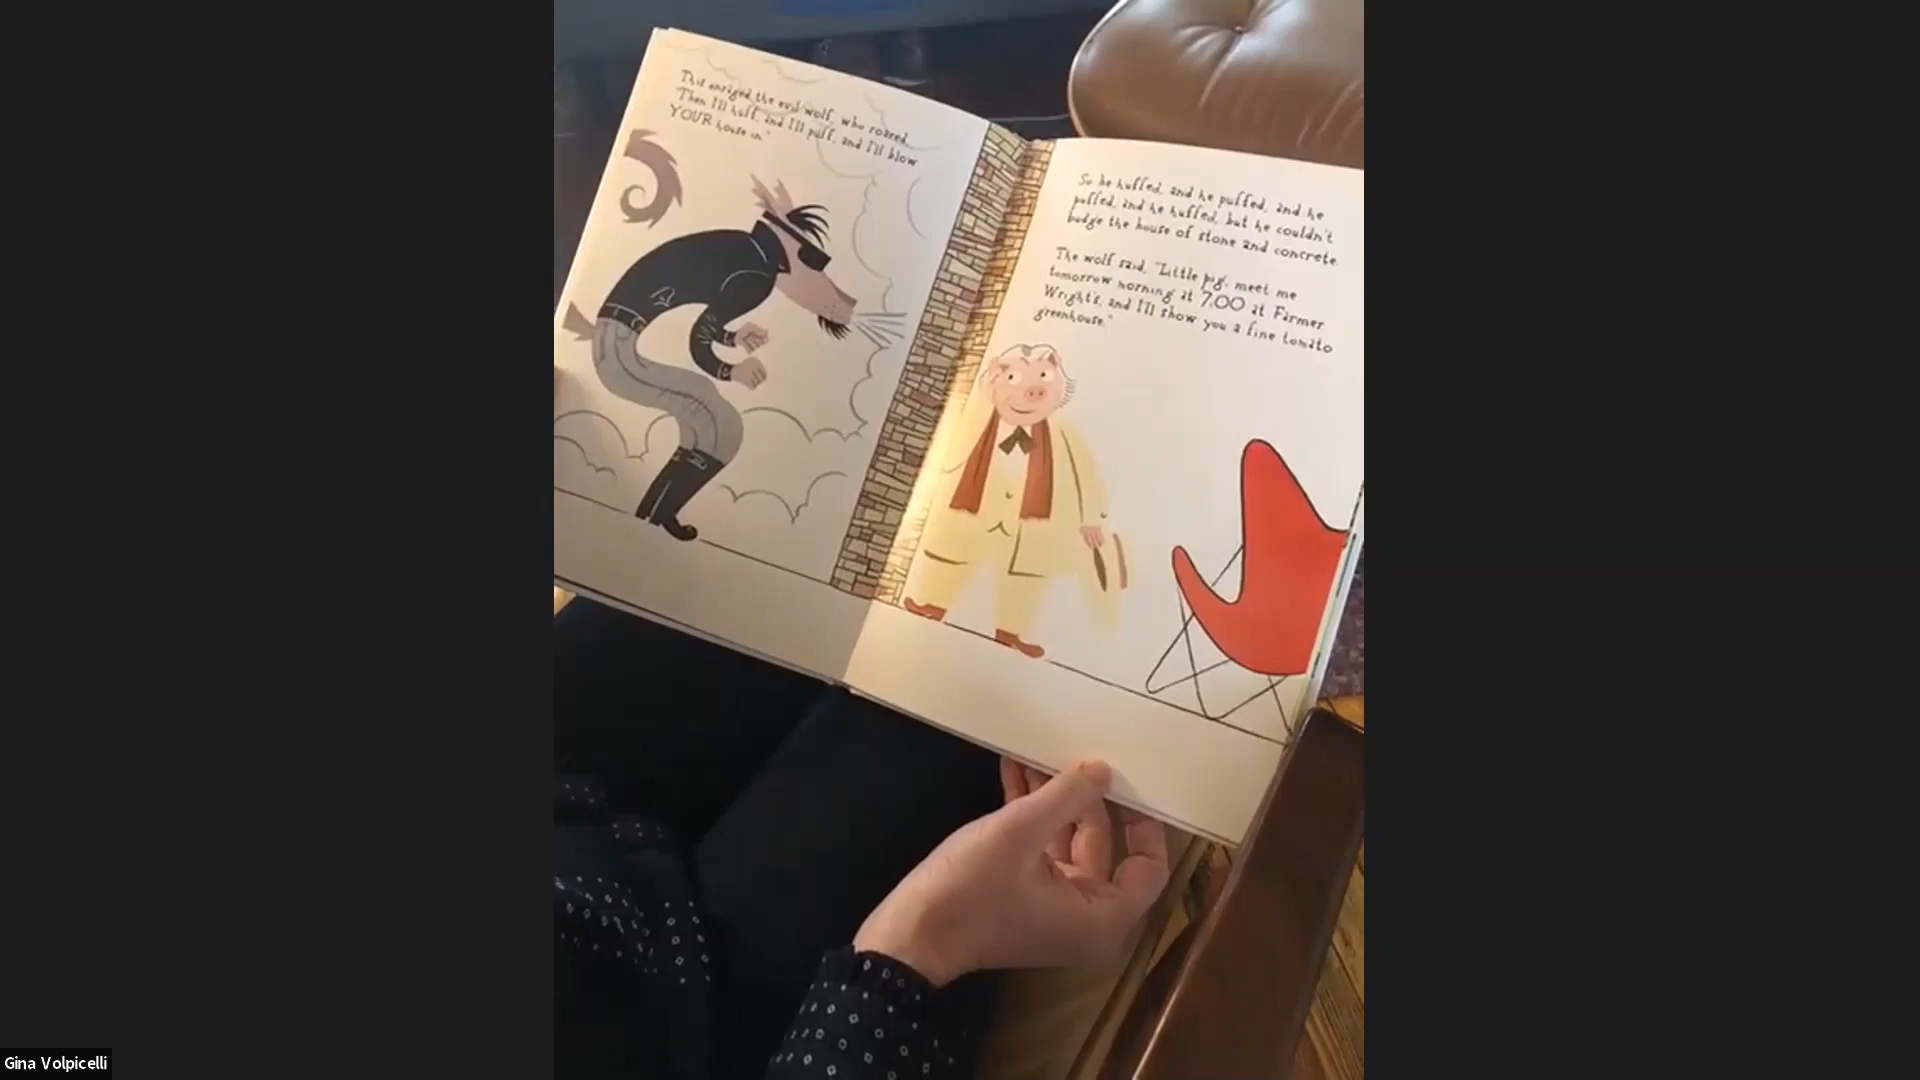 This enraged the evil wolf, who roared,
"Then I'll huff, and I'll puff, and I'll blow
YOUR house in."
So he huffed, and he puffed, and he
puffed, and he huffed, but he couldn't
budge the house of stone and concrete.
The wolf said, "Little pig, meet me
tomorrow morning at 7:00 at Farmer
Wright's, and I'll show you a fine tomato
greenhouse."
Gina Volpicelli